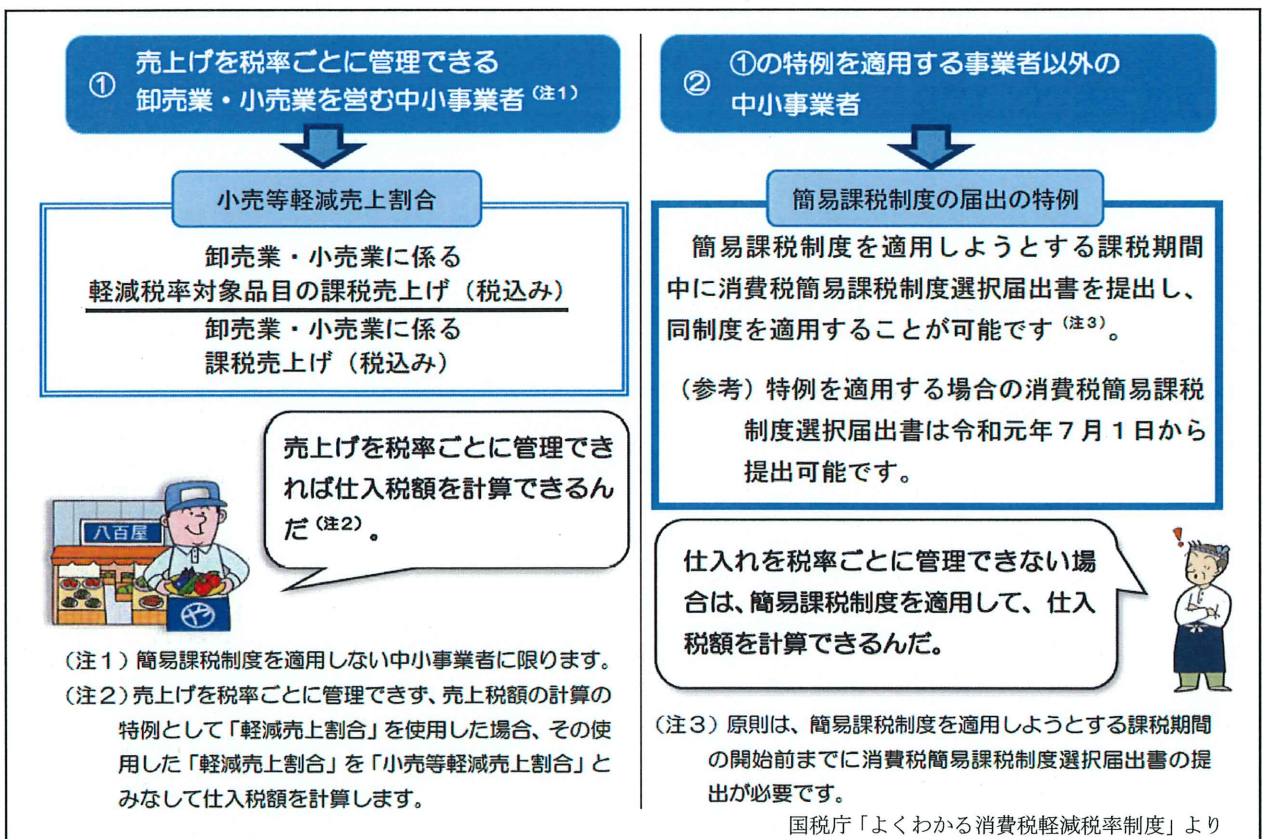 ① 売上げを税率ごとに管理できる
卸売業・小売業を営む中小事業者(注1)
小売等軽減売上割合
卸売業・小売業に係る
軽減税率対象品目の課税売上げ(税込み)
卸売業・小売業に係る
課税売上げ(税込み)
売上げを税率ごとに管理でき
れば仕入税額を計算できるん
だ(注2)。
八百屋
や
(注1)簡易課税制度を適用しない中小事業者に限ります。
(注2)売上げを税率ごとに管理できず、売上税額の計算の
特例として「軽減売上割合」を使用した場合、その使
用した「軽減売上割合」を「小売等軽減売上割合」と
みなして仕入税額を計算します。
② ①の特例を適用する事業者以外の
中小事業者
簡易課税制度の届出の特例
簡易課税制度を適用しようとする課税期間
中に消費税簡易課税制度選択届出書を提出し、
同制度を適用することが可能です(注3)。
(参考)特例を適用する場合の消費税簡易課税
制度選択届出書は令和元年7月1日から
提出可能です。
仕入れを税率ごとに管理できない場
合は、簡易課税制度を適用して、仕入
税額を計算できるんだ。
(注3)原則は、簡易課税制度を適用しようとする課税期間
の開始前までに消費税簡易課税制度選択届出書の提
出が必要です。
国税庁「よくわかる消費税軽減税率制度」より